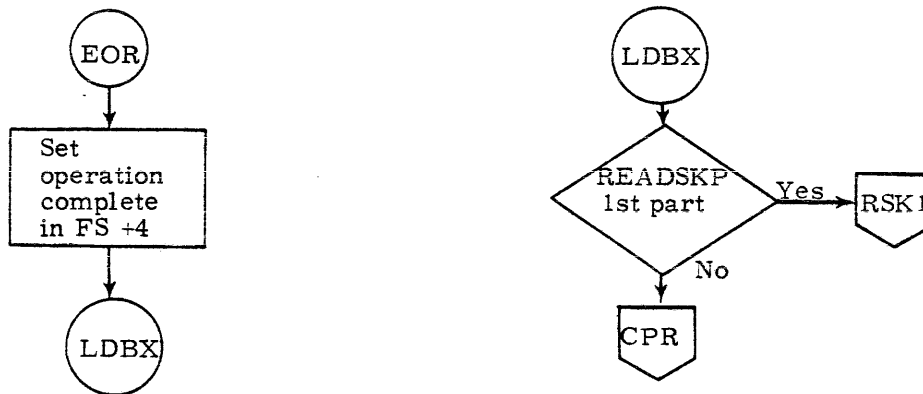 EOR
Set
operation
complete
in FS +4
LDBX
LDBX
READSKP
1st part
Yes
RSK1
No
CPR